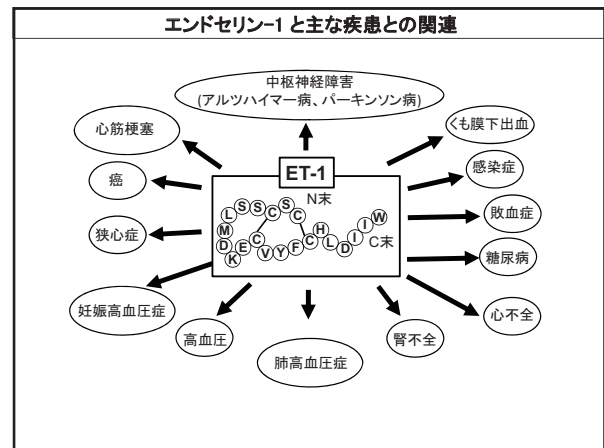 エンドセリン-1 と主な疾患との関連
中枢神経障害
(アルツハイマー病、パーキンソン病)
心筋梗塞
くも膜下出血
癌
感染症
狭心症
敗血症
糖尿病
妊娠高血圧症
心不全
高血圧
肺高血圧症
腎不全
ET-1
N末
C S C S S L M D K E C V Y F C H L D I I W
C末